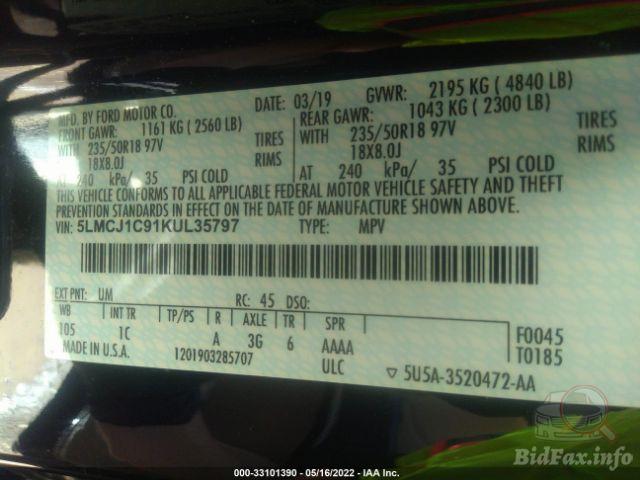 MFD. BY FORD MOTOR CO.
DATE: 03/19 GVWR: 2195 KG ( 4840 LB)
FRONT GAWR: 1161 KG ( 2560 LB)
REAR GAWR: 1043 KG ( 2300 LB)
WITH 235/50R18 97V TIRES
WITH 235/50R18 97V TIRES
18X8.0J RIMS
18X8.0J RIMS
AT 240 kPa/ 35 PSI COLD
AT 240 kPa/ 35 PSI COLD
THIS VEHICLE CONFORMS TO ALL APPLICABLE FEDERAL MOTOR VEHICLE SAFETY AND THEFT
PREVENTION STANDARDS IN EFFECT ON THE DATE OF MANUFACTURE SHOWN ABOVE.
VIN: 5LMCJ1C91KUL35797 TYPE: MPV
EXT PNT: UM RC: 45 DSO:
WB INT TR TP/PS R AXLE TR SPR
105 1C A 3G 6 AAAA F0045
T0185
MADE IN U.S.A. 1201903285707 ULC ▽ 5U5A-3520472-AA
BidFax.info
000-33101390 - 05/16/2022 - IAA Inc.